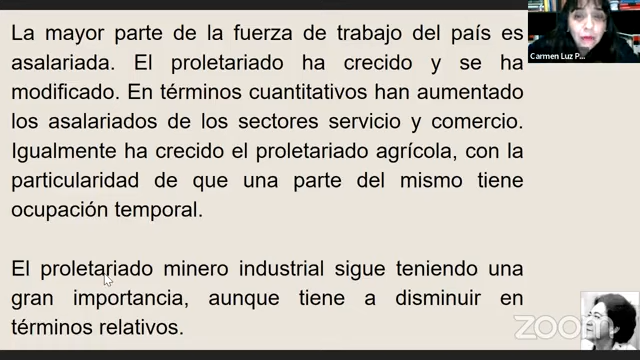 La mayor parte de la fuerza de trabajo del país es
asalariada. El proletariado ha crecido y se ha
modificado. En términos cuantitativos han aumentado
los asalariados de los sectores servicio y comercio.
Igualmente ha crecido el proletariado agrícola, con la
particularidad de que una parte del mismo tiene
ocupación temporal.
El proletariado minero industrial sigue teniendo una
gran importancia, aunque tiene a disminuir en
términos relativos.
Carmen Luz P...
zoom